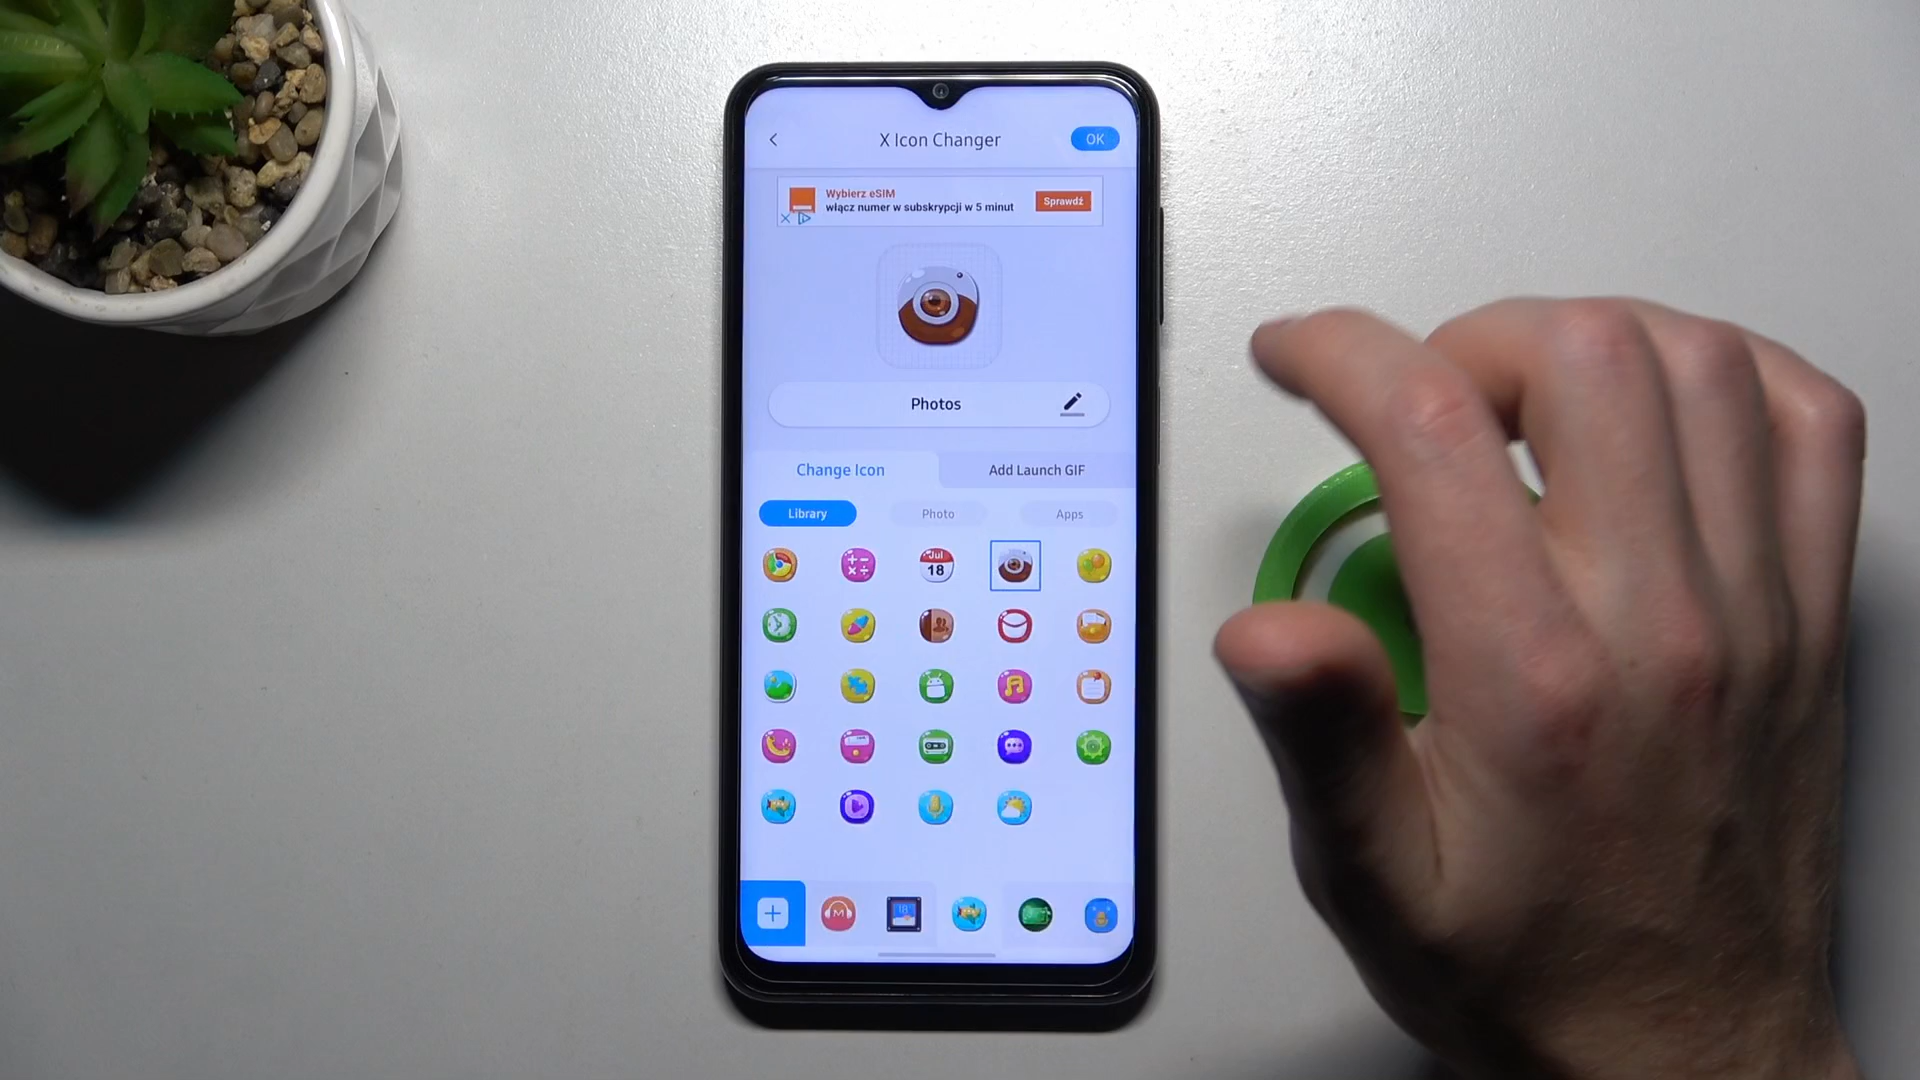 X Icon Changer
OK
Wybierz eSIM
włącz numer w subskrypcji w 5 minut
Sprawdź
Photos
Change Icon
Add Launch GIF
Library
Photo
Apps
Jul
18
M
18